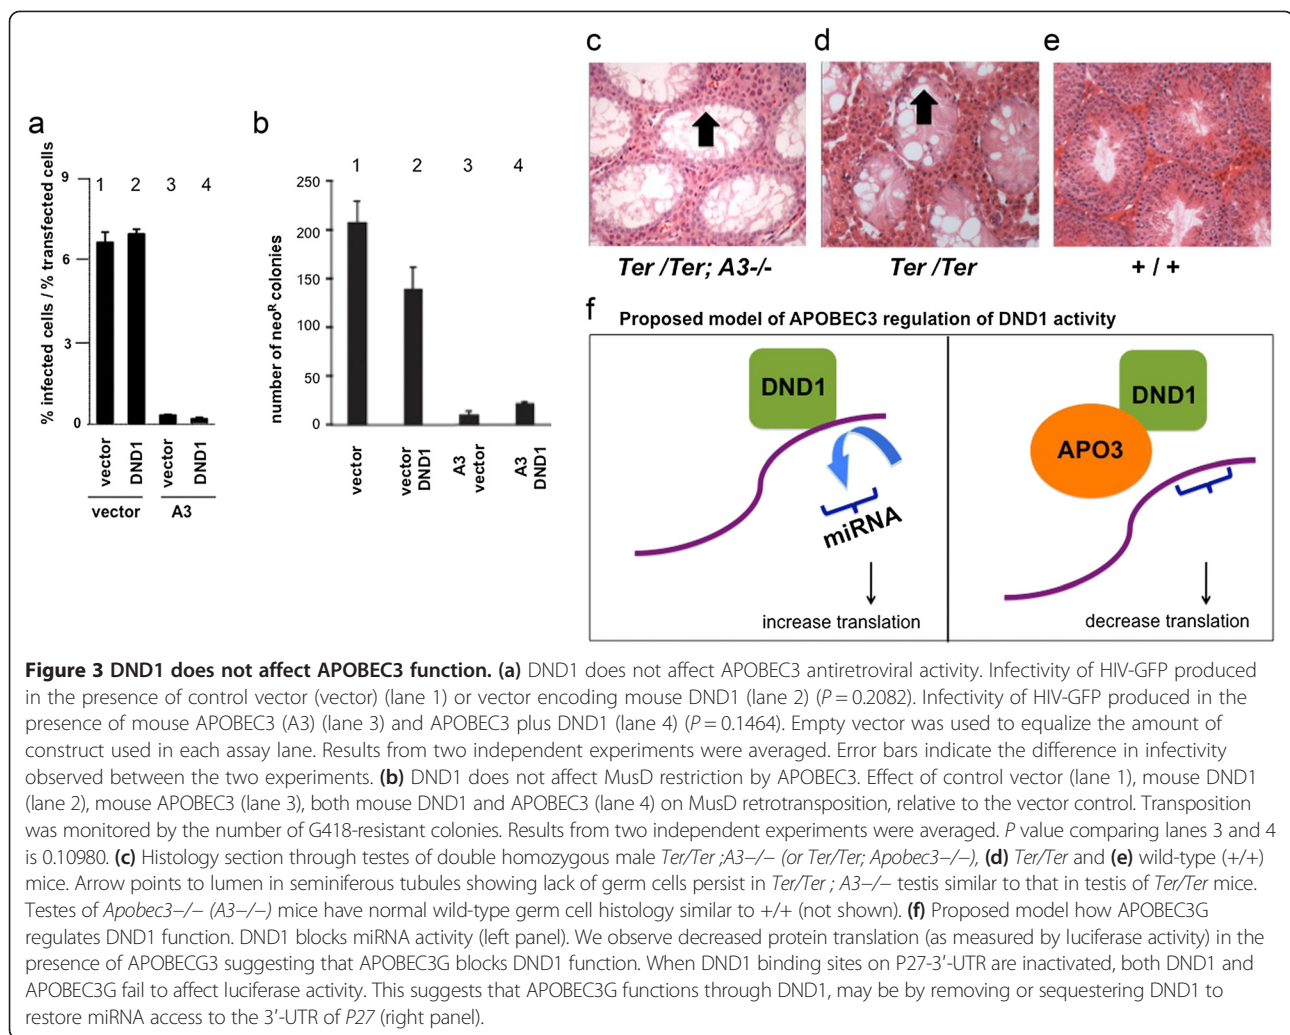 a
% infected cells / % transfected cells
9
6
3
0
1 2 3 4
vector
DND1
vector
DND1
vector A3
b
number of neoR colonies
250
200
150
100
50
0
1 2 3 4
vector
vector
DND1
A3
vector
A3
DND1
c
Ter /Ter; A3-/-
d
Ter /Ter
e
+ / +
f Proposed model of APOBEC3 regulation of DND1 activity
DND1
miRNA
increase translation
DND1
APO3
decrease translation
Figure 3 DND1 does not affect APOBEC3 function. (a) DND1 does not affect APOBEC3 antiretroviral activity. Infectivity of HIV-GFP produced
in the presence of control vector (vector) (lane 1) or vector encoding mouse DND1 (lane 2) (P = 0.2082). Infectivity of HIV-GFP produced in the
presence of mouse APOBEC3 (A3) (lane 3) and APOBEC3 plus DND1 (lane 4) (P = 0.1464). Empty vector was used to equalize the amount of
construct used in each assay lane. Results from two independent experiments were averaged. Error bars indicate the difference in infectivity
observed between the two experiments. (b) DND1 does not affect MusD restriction by APOBEC3. Effect of control vector (lane 1), mouse DND1
(lane 2), mouse APOBEC3 (lane 3), both mouse DND1 and APOBEC3 (lane 4) on MusD retrotransposition, relative to the vector control. Transposition
was monitored by the number of G418-resistant colonies. Results from two independent experiments were averaged. P value comparing lanes 3 and 4
is 0.10980. (c) Histology section through testes of double homozygous male Ter/Ter ;A3−/− (or Ter/Ter; Apobec3−/−), (d) Ter/Ter and (e) wild-type (+/+)
mice. Arrow points to lumen in seminiferous tubules showing lack of germ cells persist in Ter/Ter ; A3−/− testis similar to that in testis of Ter/Ter mice.
Testes of Apobec3−/− (A3−/−) mice have normal wild-type germ cell histology similar to +/+ (not shown). (f) Proposed model how APOBEC3G
regulates DND1 function. DND1 blocks miRNA activity (left panel). We observe decreased protein translation (as measured by luciferase activity) in the
presence of APOBECG3 suggesting that APOBEC3G blocks DND1 function. When DND1 binding sites on P27-3′-UTR are inactivated, both DND1 and
APOBEC3G fail to affect luciferase activity. This suggests that APOBEC3G functions through DND1, may be by removing or sequestering DND1 to
restore miRNA access to the 3′-UTR of P27 (right panel).